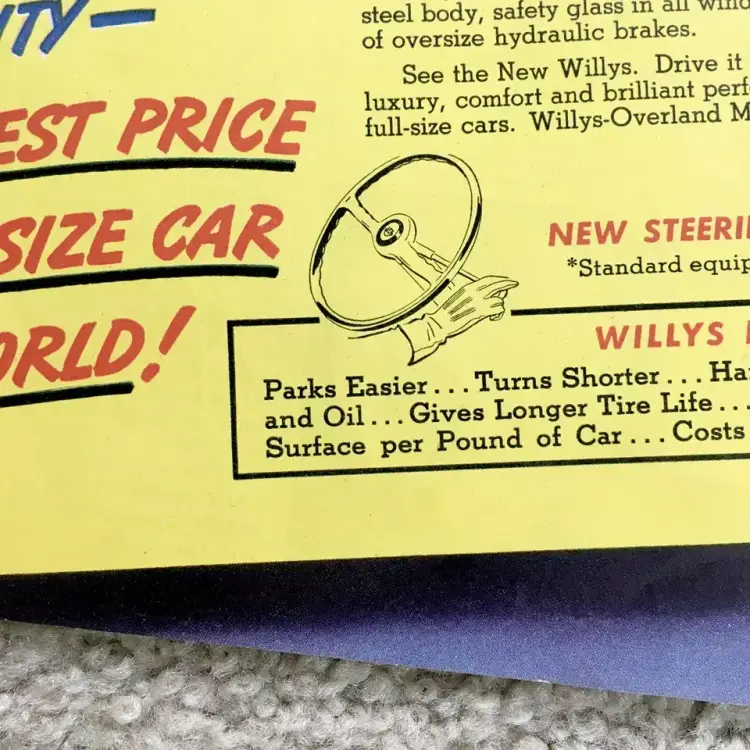 ITY—
EST PRICE
SIZE CAR
ORLD!
steel body, safety glass in all wind
of oversize hydraulic brakes.
See the New Willys. Drive it
luxury, comfort and brilliant perf
full-size cars. Willys-Overland M
NEW STEERI
*Standard equip
WILLYS
Parks Easier...Turns Shorter...Ha
and Oil...Gives Longer Tire Life...
Surface per Pound of Car...Costs